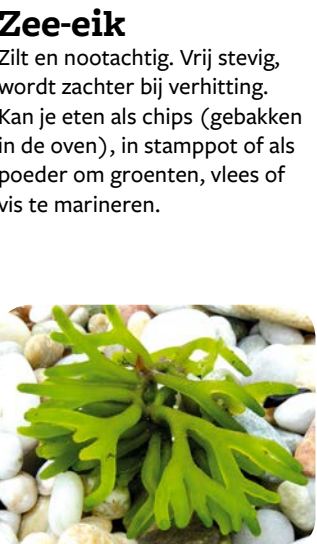 Zee-eik
Zilt en nootachtig. Vrij stevig,
wordt zachter bij verhitting.
Kan je eten als chips (gebakken
in de oven), in stamppot of als
poeder om groenten, vlees of
vis te marineren.